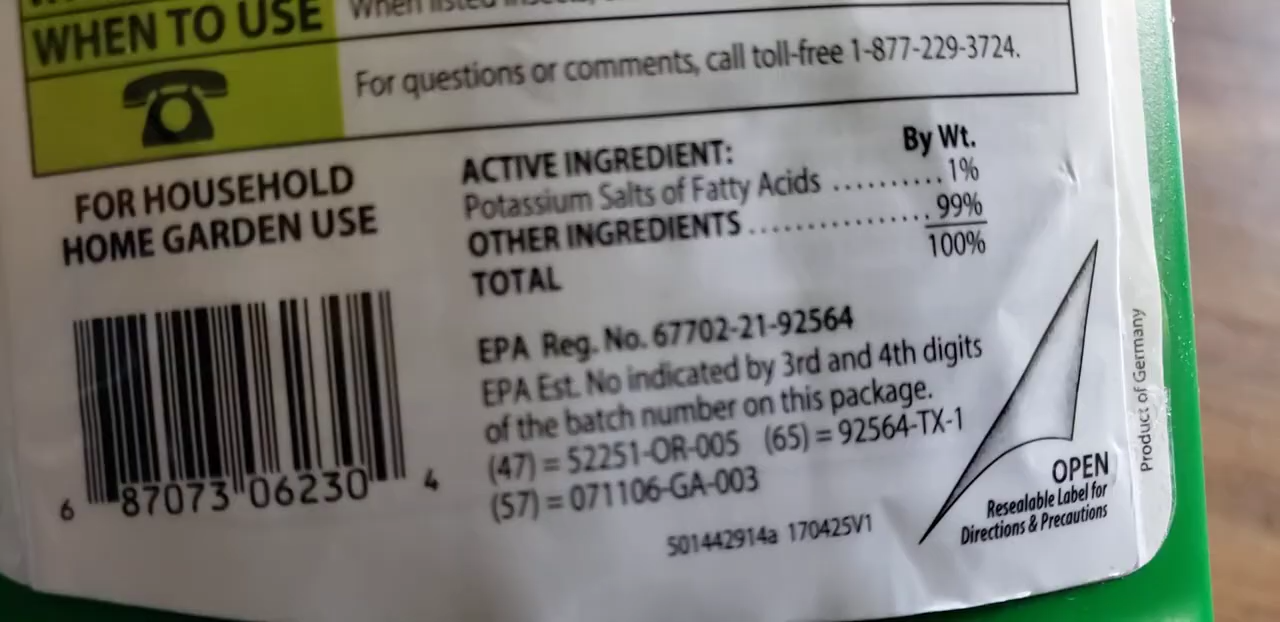 WHEN TO USE
When listed insects,
For questions or comments, call toll-free 1-877-229-3724.
FOR HOUSEHOLD
HOME GARDEN USE
ACTIVE INGREDIENT: By Wt.
Potassium Salts of Fatty Acids .......... 1%
OTHER INGREDIENTS ................ 99%
TOTAL 100%
EPA Reg. No. 67702-21-92564
EPA Est. No indicated by 3rd and 4th digits
of the batch number on this package.
(47) = 52251-OR-005 (65) = 92564-TX-1
(57) = 071106-GA-003
501442914a 170425V1
6 87073 06230 4
OPEN
Resealable Label for
Directions & Precautions
Product of Germany